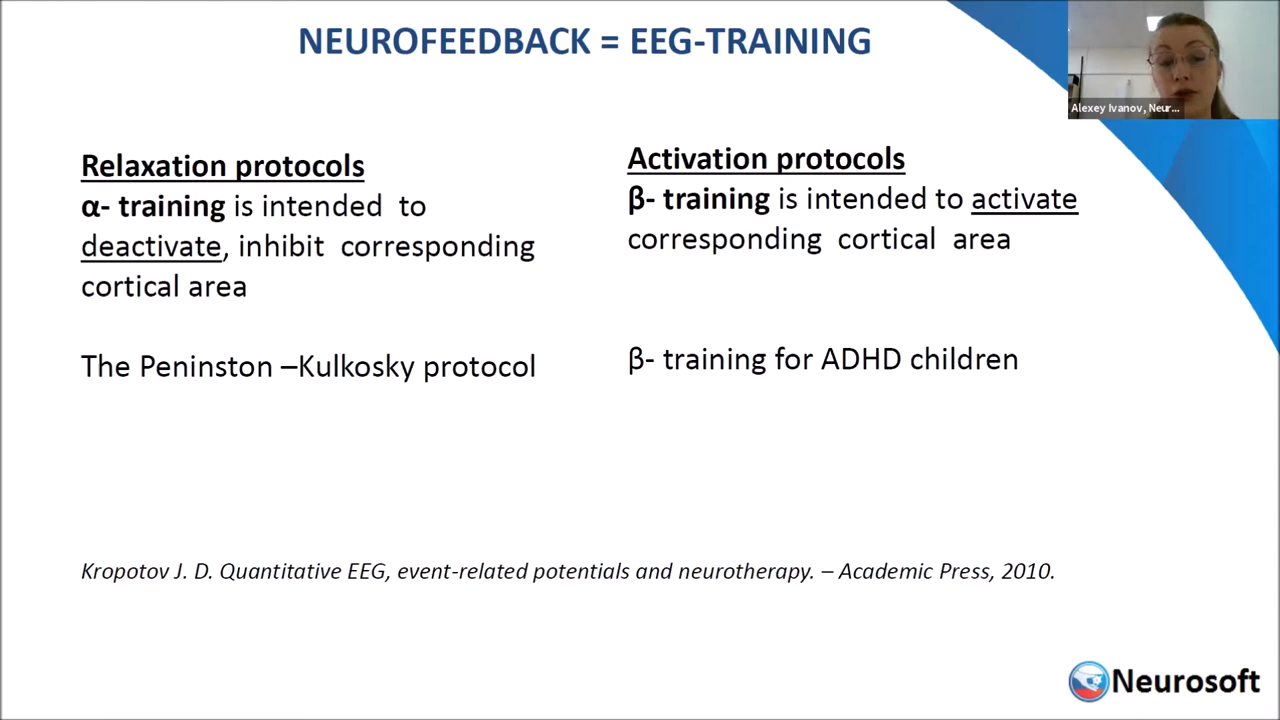 NEUROFEEDBACK = EEG-TRAINING
Alexey Ivanov, Neur...
Relaxation protocols
α- training is intended to
deactivate, inhibit corresponding
cortical area
The Peninston –Kulkosky protocol
Activation protocols
β- training is intended to activate
corresponding cortical area
β- training for ADHD children
Kropotov J. D. Quantitative EEG, event-related potentials and neurotherapy. – Academic Press, 2010.
Neurosoft